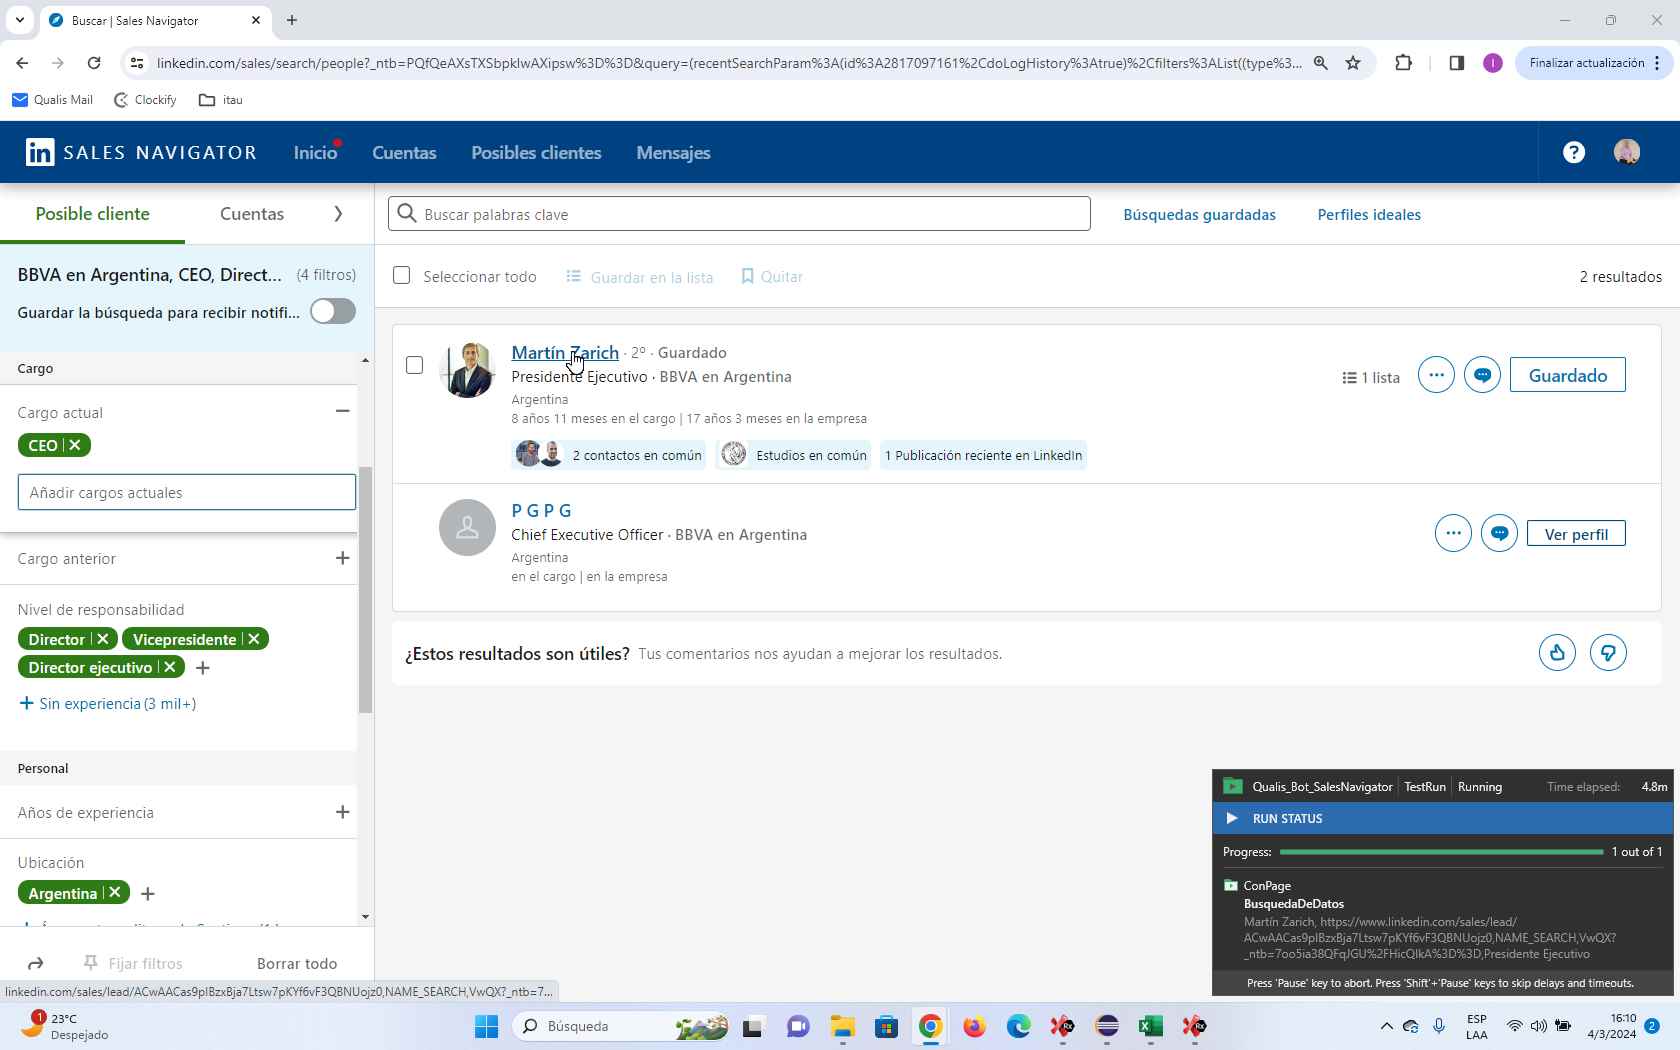 Buscar | Sales Navigator
linkedin.com/sales/search/people?_ntb=PQfQeAXsTXSbpklwAXipsw%3D%3D&query=(recentSearchParam%3A(id%3A2817097161%2CdoLogHistory%3Atrue)%2Cfilters%3AList((type%3...
Finalizar actualización
Qualis Mail
Clockify
itau
in SALES NAVIGATOR
Inicio
Cuentas
Posibles clientes
Mensajes
Posible cliente
Cuentas
Buscar palabras clave
Búsquedas guardadas
Perfiles ideales
BBVA en Argentina, CEO, Direct... (4 filtros)
Guardar la búsqueda para recibir notifi...
Seleccionar todo
Guardar en la lista
Quitar
2 resultados
Cargo
Cargo actual
CEO
Añadir cargos actuales
Cargo anterior
Nivel de responsabilidad
Director
Vicepresidente
Director ejecutivo
Sin experiencia (3 mil+)
Personal
Años de experiencia
Ubicación
Argentina
Fijar filtros
Borrar todo
Martín Zarich · 2º · Guardado
Presidente Ejecutivo · BBVA en Argentina
Argentina
8 años 11 meses en el cargo | 17 años 3 meses en la empresa
2 contactos en común
Estudios en común
1 Publicación reciente en LinkedIn
1 lista
Guardado
P G P G
Chief Executive Officer · BBVA en Argentina
Argentina
en el cargo | en la empresa
Ver perfil
¿Estos resultados son útiles? Tus comentarios nos ayudan a mejorar los resultados.
Qualis_Bot_SalesNavigator
TestRun
Running
Time elapsed: 4.8m
RUN STATUS
Progress: 1 out of 1
ConPage
BusquedaDeDatos
Martín Zarich, https://www.linkedin.com/sales/lead/
ACwAACas9pIBzxBja7Ltsw7pKYf6vF3QBNUojz0,NAME_SEARCH,VwQX?
_ntb=7oo5ia38QFqJGU%2FHicQlkA%3D%3D,Presidente Ejecutivo
Press 'Pause' key to abort. Press 'Shift'+'Pause' keys to skip delays and timeouts.
linkedin.com/sales/lead/ACwAACas9pIBzxBja7Ltsw7pKYf6vF3QBNUojz0,NAME_SEARCH,VwQX?_ntb=7...
1
23°C
Despejado
Búsqueda
ESP
LAA
16:10
4/3/2024
2